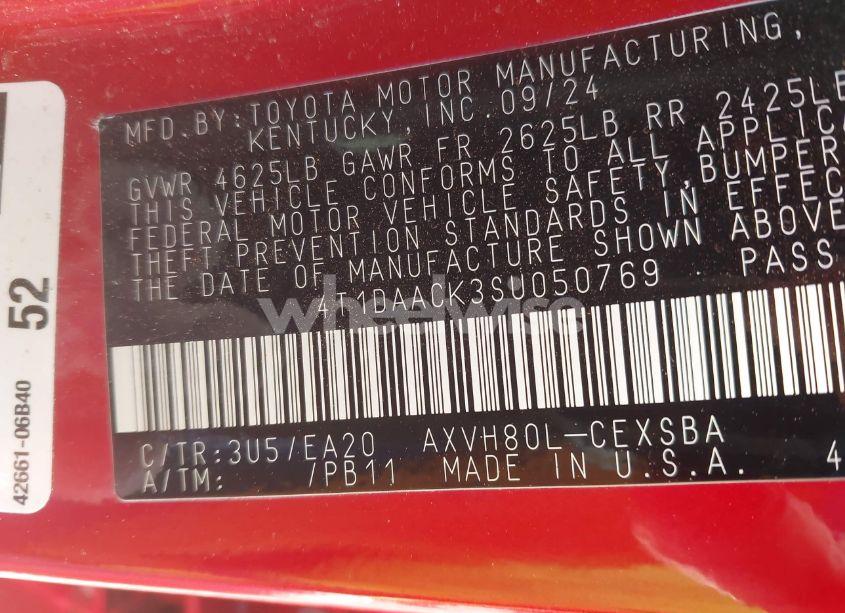 MFD. BY: TOYOTA MOTOR MANUFACTURING,
KENTUCKY, INC. 09/24
GVWR 4625LB GAWR FR 2625LB RR 2425LB
THIS VEHICLE CONFORMS TO ALL APPLICA
FEDERAL MOTOR VEHICLE SAFETY, BUMPER
THEFT PREVENTION STANDARDS IN EFFEC
THE DATE OF MANUFACTURE SHOWN ABOVE
4T1DAACK3SU050769 PASS
wheelwise
C/TR: 3U5/EA20 AXVH80L-CEXSBA
A/TM: /PB11 MADE IN U.S.A. 4
52
42661-06B40